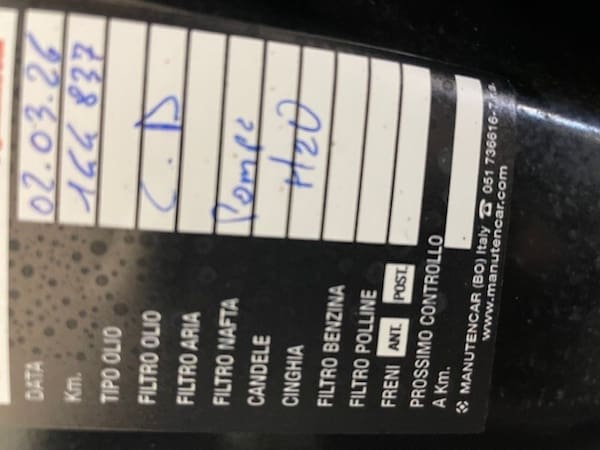 DATA 02.03.26
Km. 144 837
TIPO OLIO
FILTRO OLIO C.D
FILTRO ARIA
FILTRO NAFTA Pompa
CANDELE
CINGHIA H2O
FILTRO BENZINA
FILTRO POLLINE
FRENI ANT. POST.
PROSSIMO CONTROLLO
A Km.
MANUTENCAR (BO) Italy ☎ 051 736616-7 r.a.
www.manutencar.com